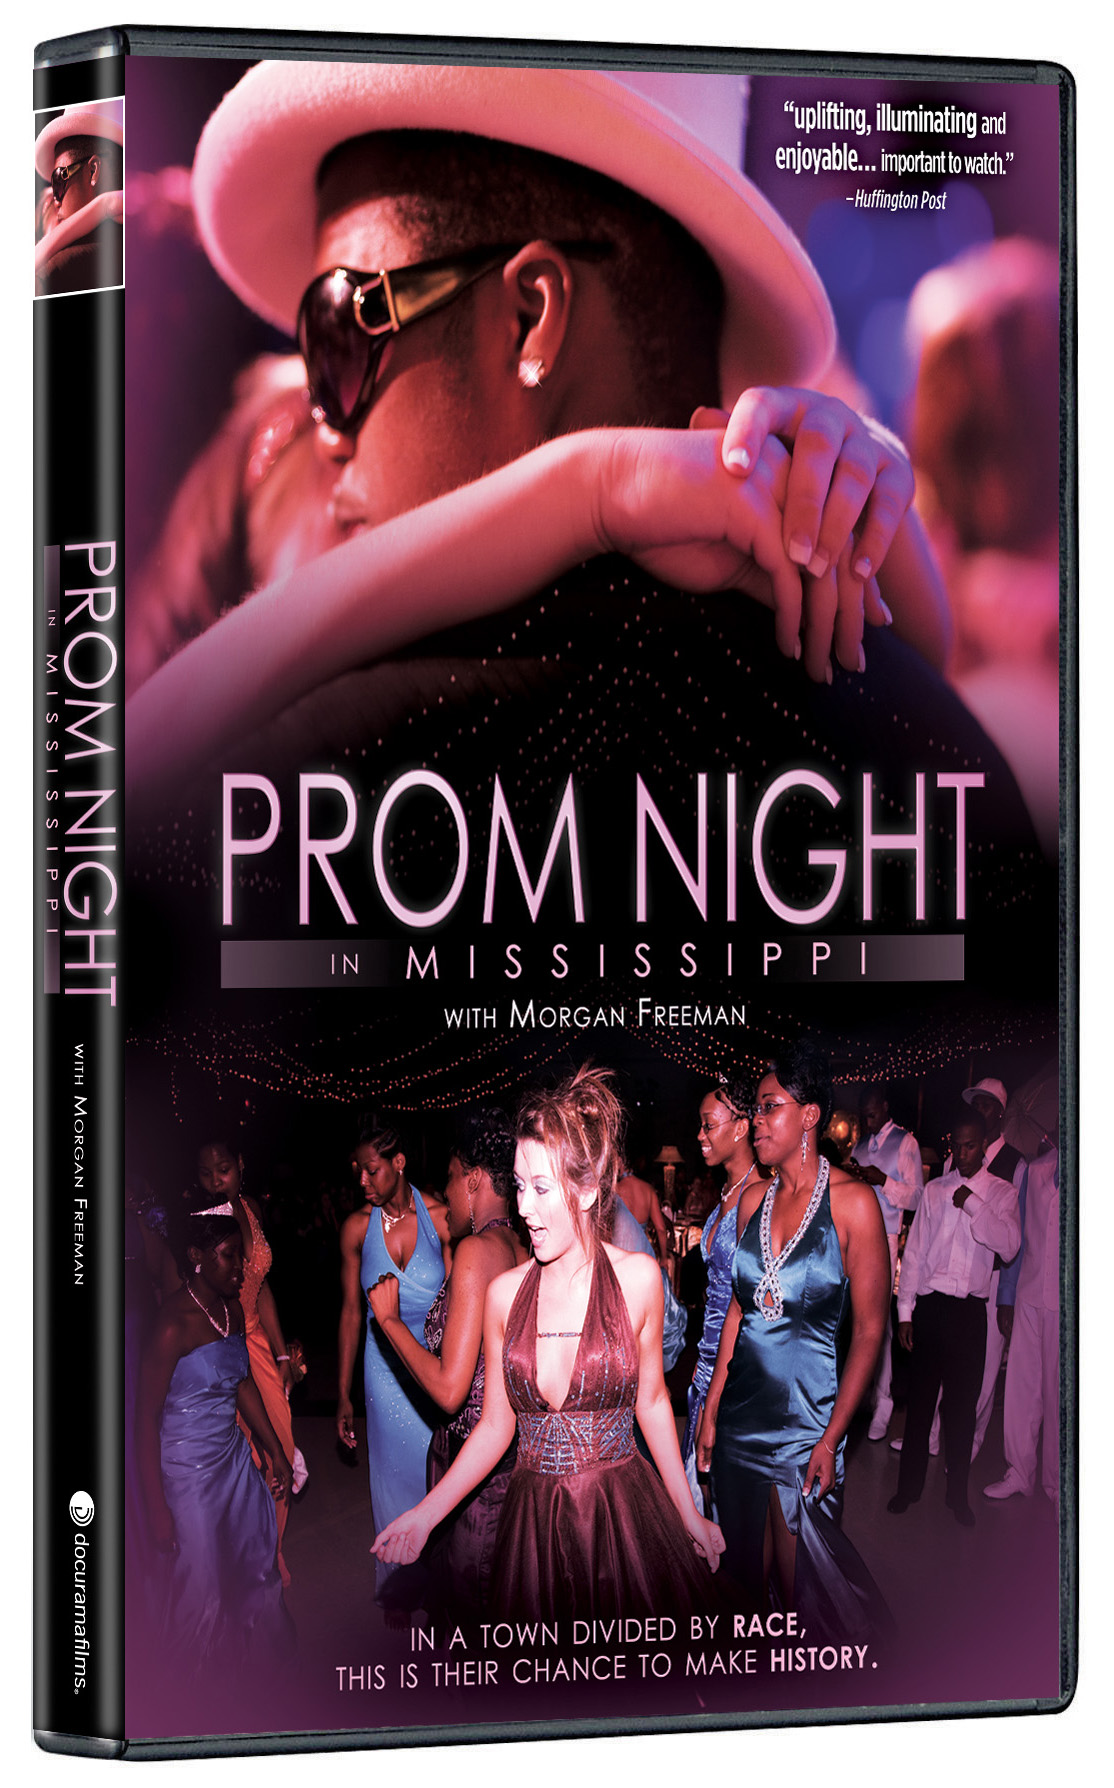 “uplifting, illuminating and
enjoyable... important to watch.”
–Huffington Post
PROM NIGHT
IN MISSISSIPPI
WITH MORGAN FREEMAN
IN A TOWN DIVIDED BY RACE,
THIS IS THEIR CHANCE TO MAKE HISTORY.
PROM NIGHT
IN MISSISSIPPI
WITH MORGAN FREEMAN
docuramafilms®